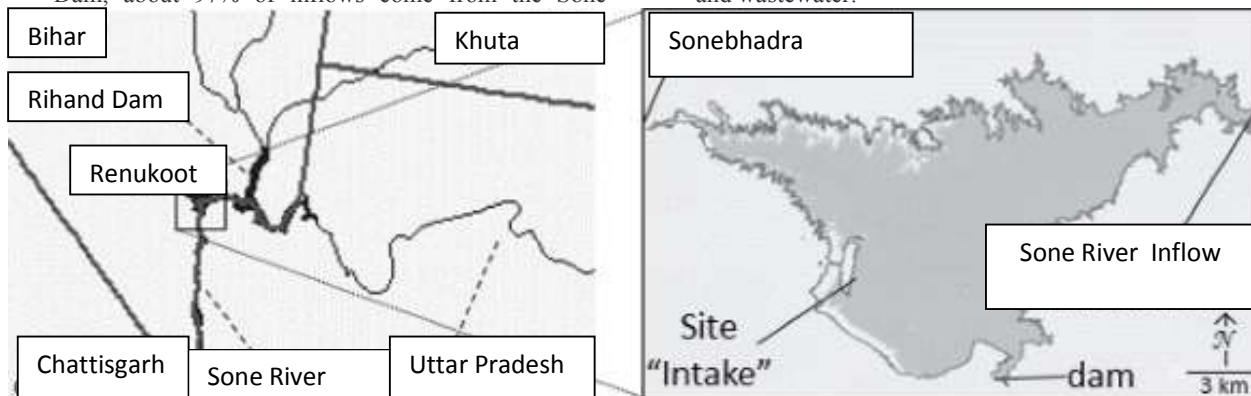 Dam, about 97% of inflows come from the Sone
and wastewater.
Bihar
Khuta
Rihand Dam
Renukoot
Chattisgarh
Sone River
Uttar Pradesh
Sonebhadra
Sone River Inflow
Site
"Intake"
dam
N
3 km